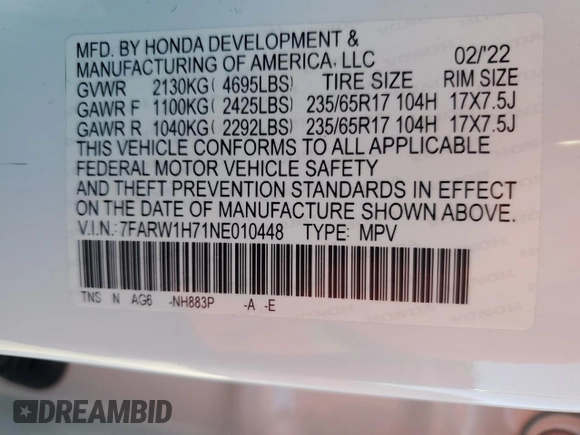 MFD. BY HONDA DEVELOPMENT &
MANUFACTURING OF AMERICA, LLC 02/'22
GVWR 2130KG( 4695LBS) TIRE SIZE RIM SIZE
GAWR F 1100KG( 2425LBS) 235/65R17 104H 17X7.5J
GAWR R 1040KG( 2292LBS) 235/65R17 104H 17X7.5J
THIS VEHICLE CONFORMS TO ALL APPLICABLE
FEDERAL MOTOR VEHICLE SAFETY
AND THEFT PREVENTION STANDARDS IN EFFECT
ON THE DATE OF MANUFACTURE SHOWN ABOVE.
V.I.N.:7FARW1H71NE010448 TYPE: MPV
TNS N AG6 -NH883P -A -E
DREAMBID